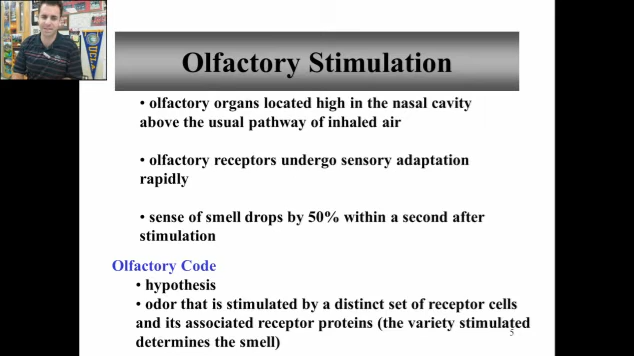 Olfactory Stimulation
• olfactory organs located high in the nasal cavity
above the usual pathway of inhaled air
• olfactory receptors undergo sensory adaptation
rapidly
• sense of smell drops by 50% within a second after
stimulation
Olfactory Code
• hypothesis
• odor that is stimulated by a distinct set of receptor cells
and its associated receptor proteins (the variety stimulated
determines the smell)
5